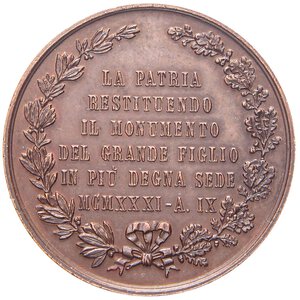 LA PATRIA
RESTITUENDO
IL MONUMENTO
DEL GRANDE FIGLIO
IN PIÙ DEGNA SEDE
MCMXXXI - A. IX